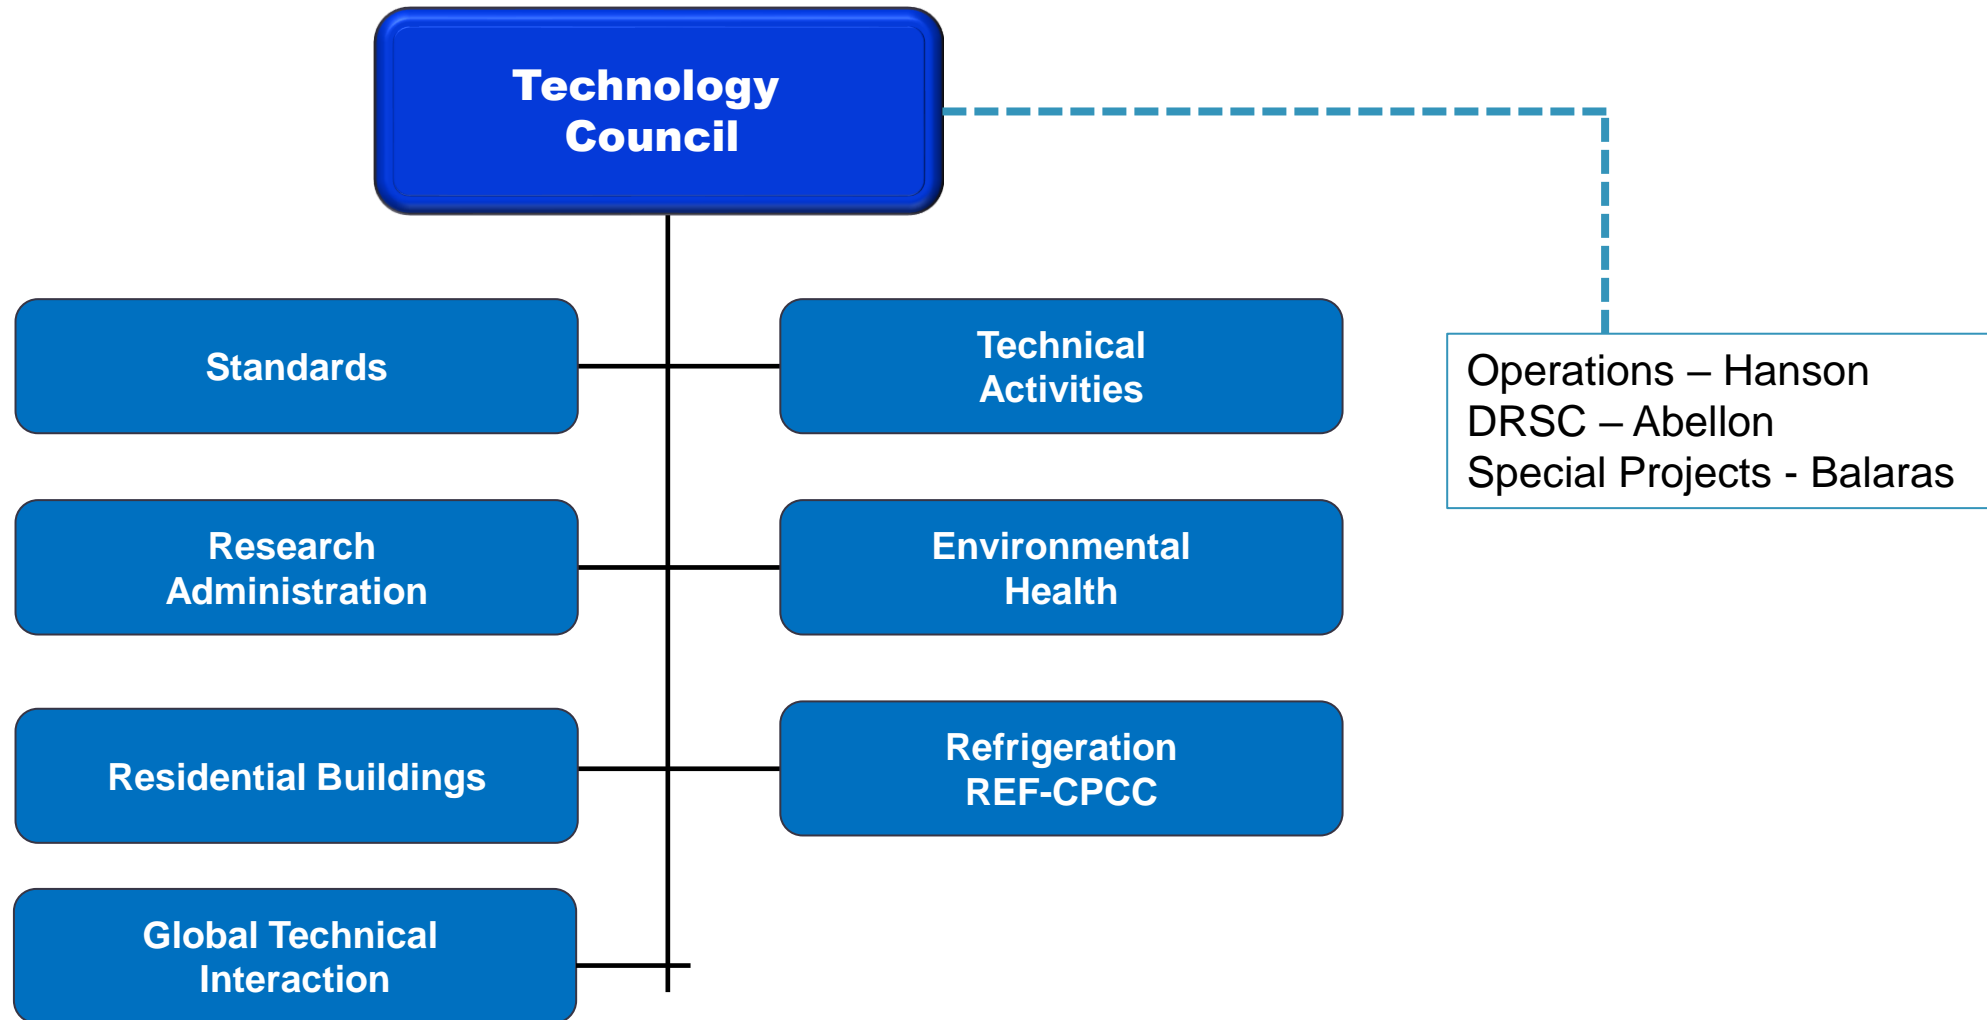 Technology
Council
Standards
Technical
Activities
Operations – Hanson
DRSC – Abellon
Special Projects - Balaras
Research
Administration
Environmental
Health
Residential Buildings
Refrigeration
REF-CPCC
Global Technical
Interaction